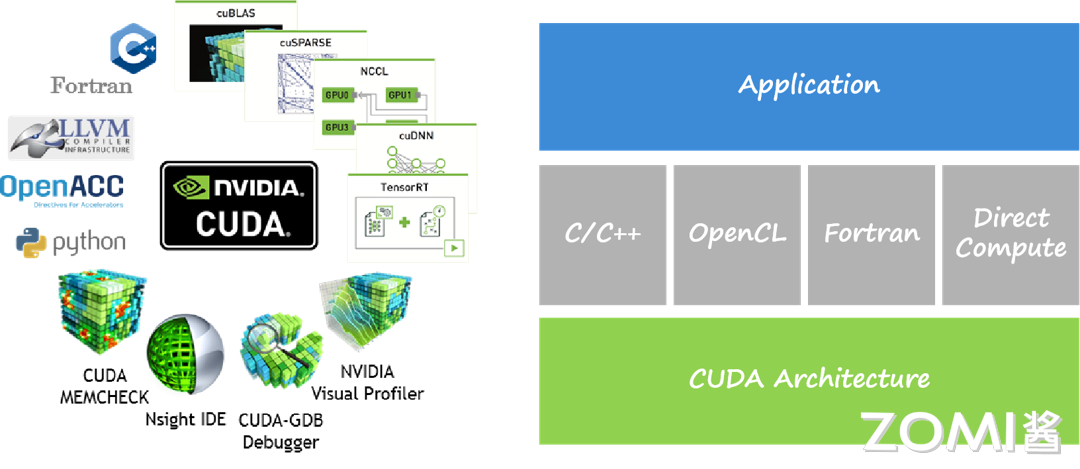 cuBLAS
C++
cuSPARSE
Fortran
NCCL
GPU0
GPU1
GPU3
LLVM
COMPILER
INFRASTRUCTURE
cuDNN
OpenACC
Directives for Accelerators
NVIDIA.
CUDA.
TensorRT
python
CUDA
MEMCHECK
Nsight IDE
CUDA-GDB
Debugger
NVIDIA
Visual Profiler
Application
C/C++
OpenCL
Fortran
Direct
Compute
CUDA Architecture
ZOMI酱